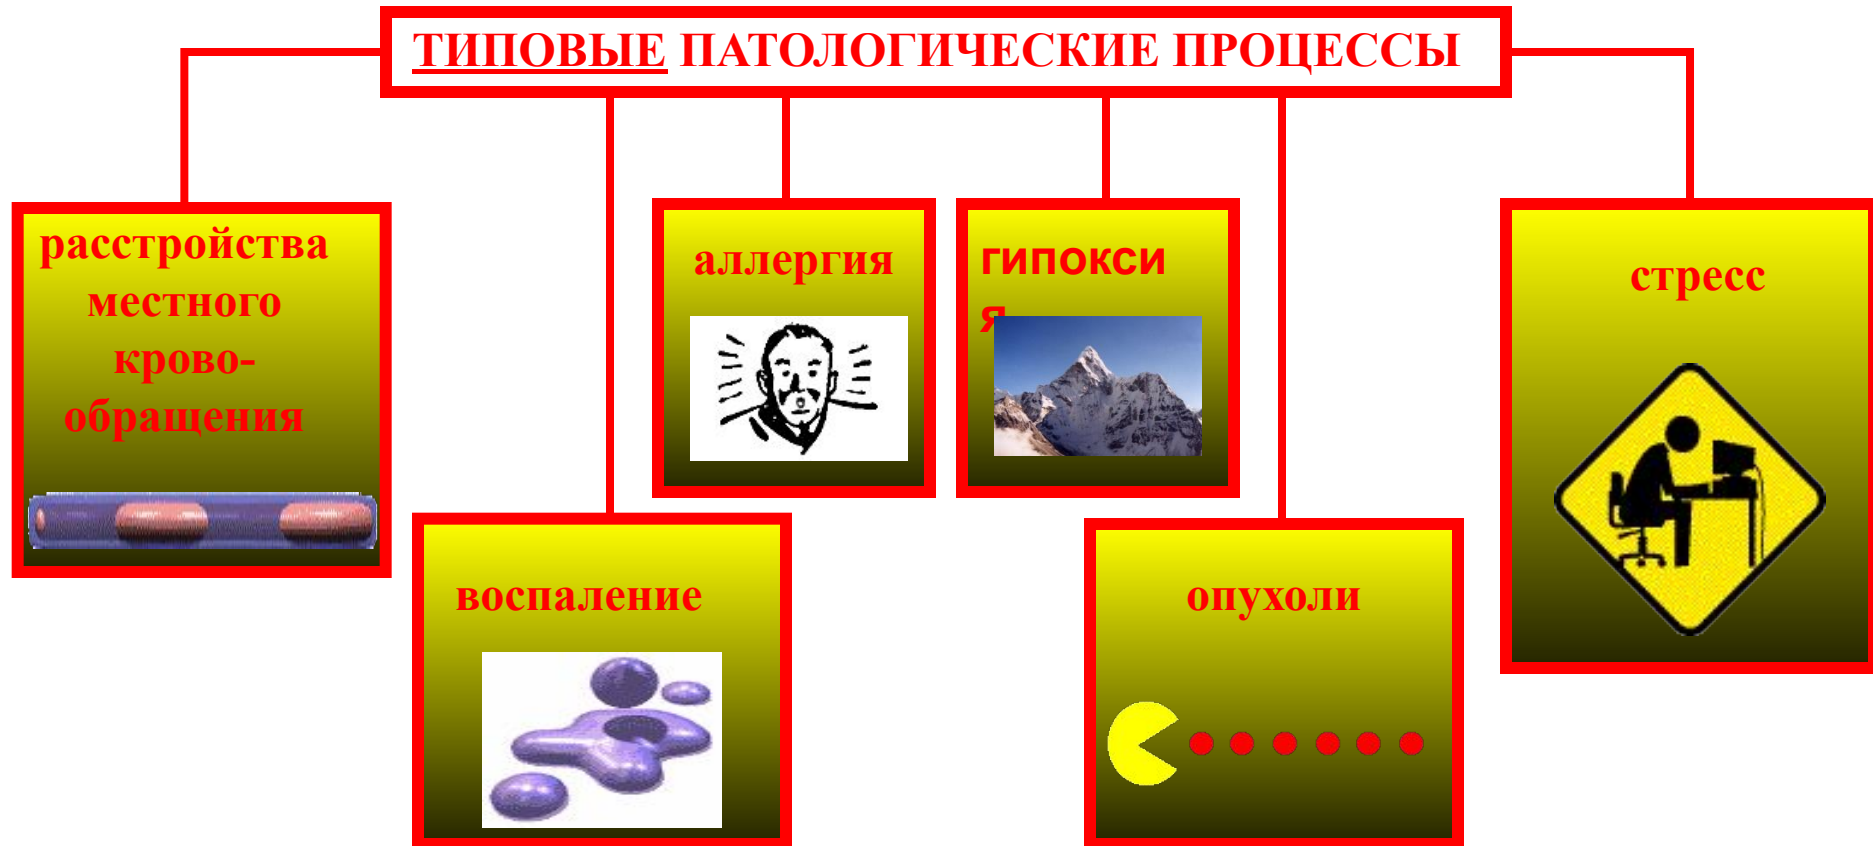 ТИПОВЫЕ ПАТОЛОГИЧЕСКИЕ ПРОЦЕССЫ
расстройства
местного
крово-
обращения
воспаление
аллергия
гипокси
я
опухоли
стресс